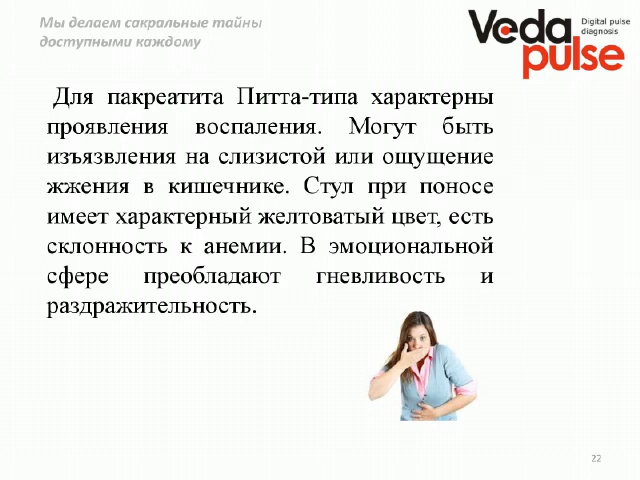 Мы делаем сакральные тайны
доступными каждому
Veda
pulse
Digital pulse
diagnosis
Для пакреатита Питта-типа характерны
проявления воспаления. Могут быть
изъязвления на слизистой или ощущение
жжения в кишечнике. Стул при поносе
имеет характерный желтоватый цвет, есть
склонность к анемии. В эмоциональной
сфере преобладают гневливость и
раздражительность.
22